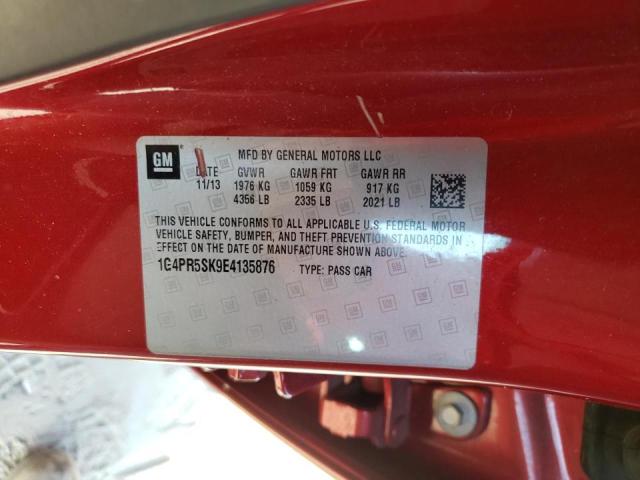 GM
MFD BY GENERAL MOTORS LLC
DATE GVWR GAWR FRT GAWR RR
11/13 1976 KG 1059 KG 917 KG
4356 LB 2335 LB 2021 LB
THIS VEHICLE CONFORMS TO ALL APPLICABLE U.S. FEDERAL MOTOR
VEHICLE SAFETY, BUMPER, AND THEFT PREVENTION STANDARDS IN
EFFECT ON THE DATE OF MANUFACTURE SHOWN ABOVE.
1G4PR5SK9E4135876 TYPE: PASS CAR